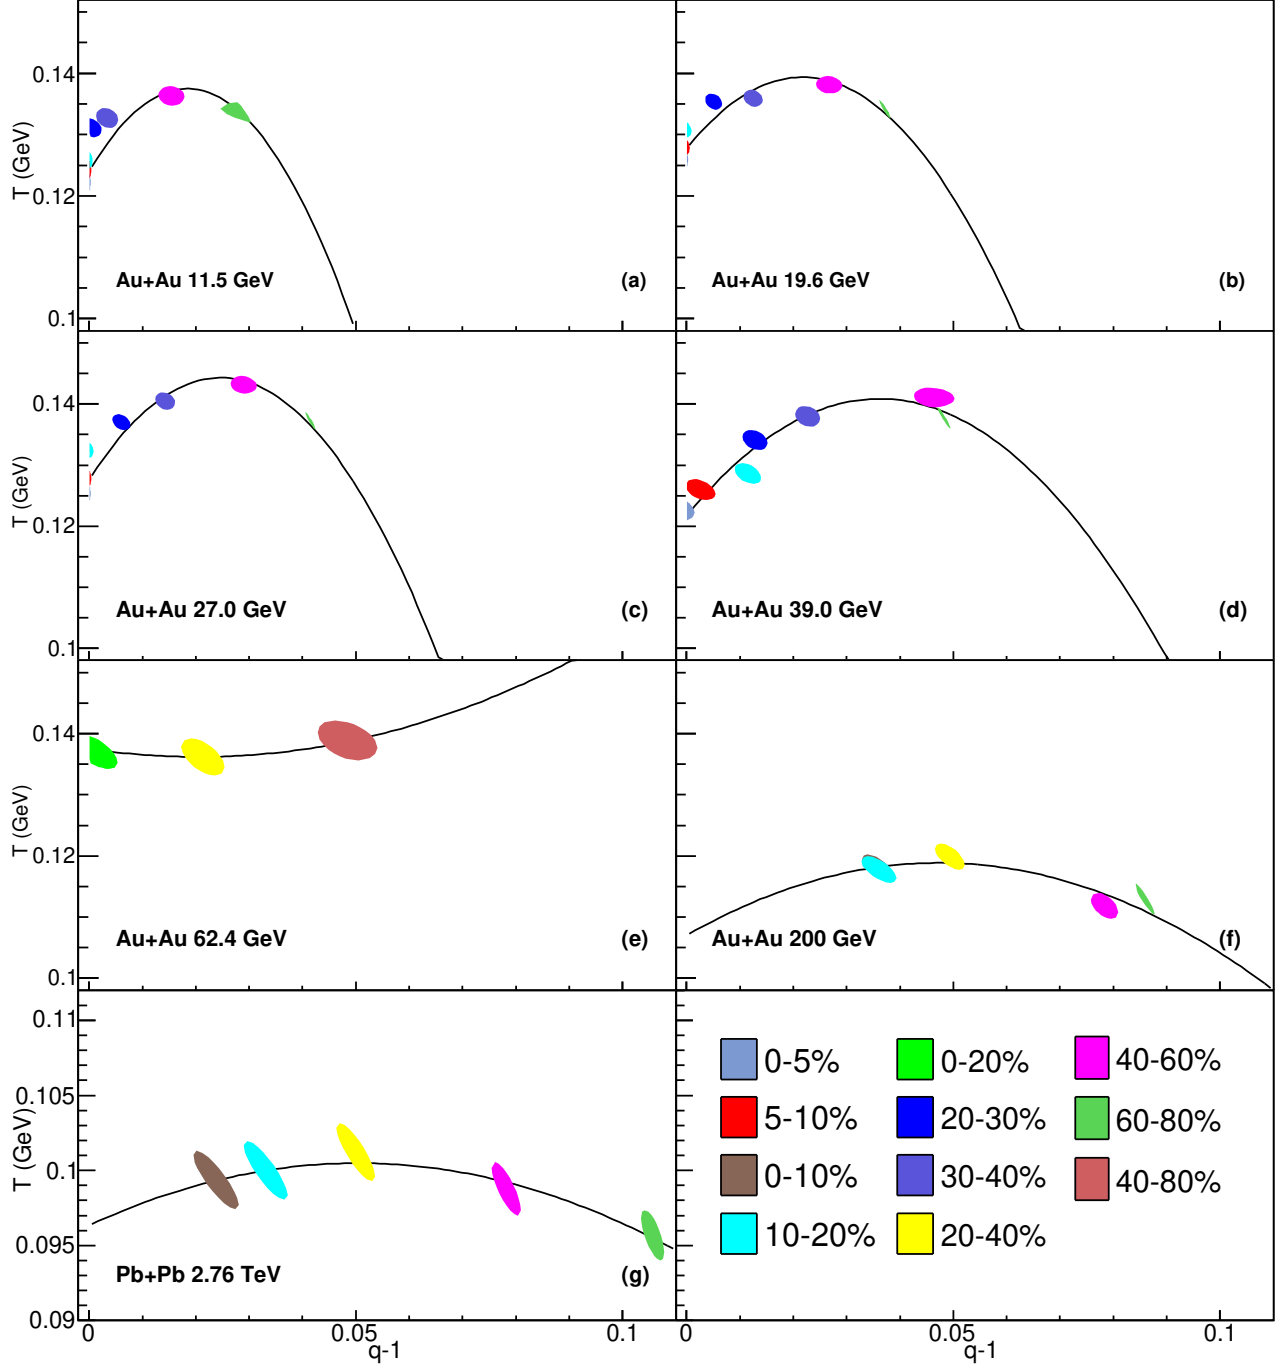 0.14
T (GeV)
0.12
Au+Au 11.5 GeV
(a)
0.1
Au+Au 19.6 GeV
(b)
0.14
T (GeV)
0.12
Au+Au 27.0 GeV
(c)
0.1
Au+Au 39.0 GeV
(d)
0.14
T (GeV)
0.12
Au+Au 62.4 GeV
(e)
0.1
Au+Au 200 GeV
(f)
0.11
0.105
T (GeV)
0.1
0.095
Pb+Pb 2.76 TeV
(g)
0.09
0
0.05
0.1
q-1
0-5%
0-20%
40-60%
5-10%
20-30%
60-80%
0-10%
30-40%
40-80%
10-20%
20-40%
0
0.05
0.1
q-1